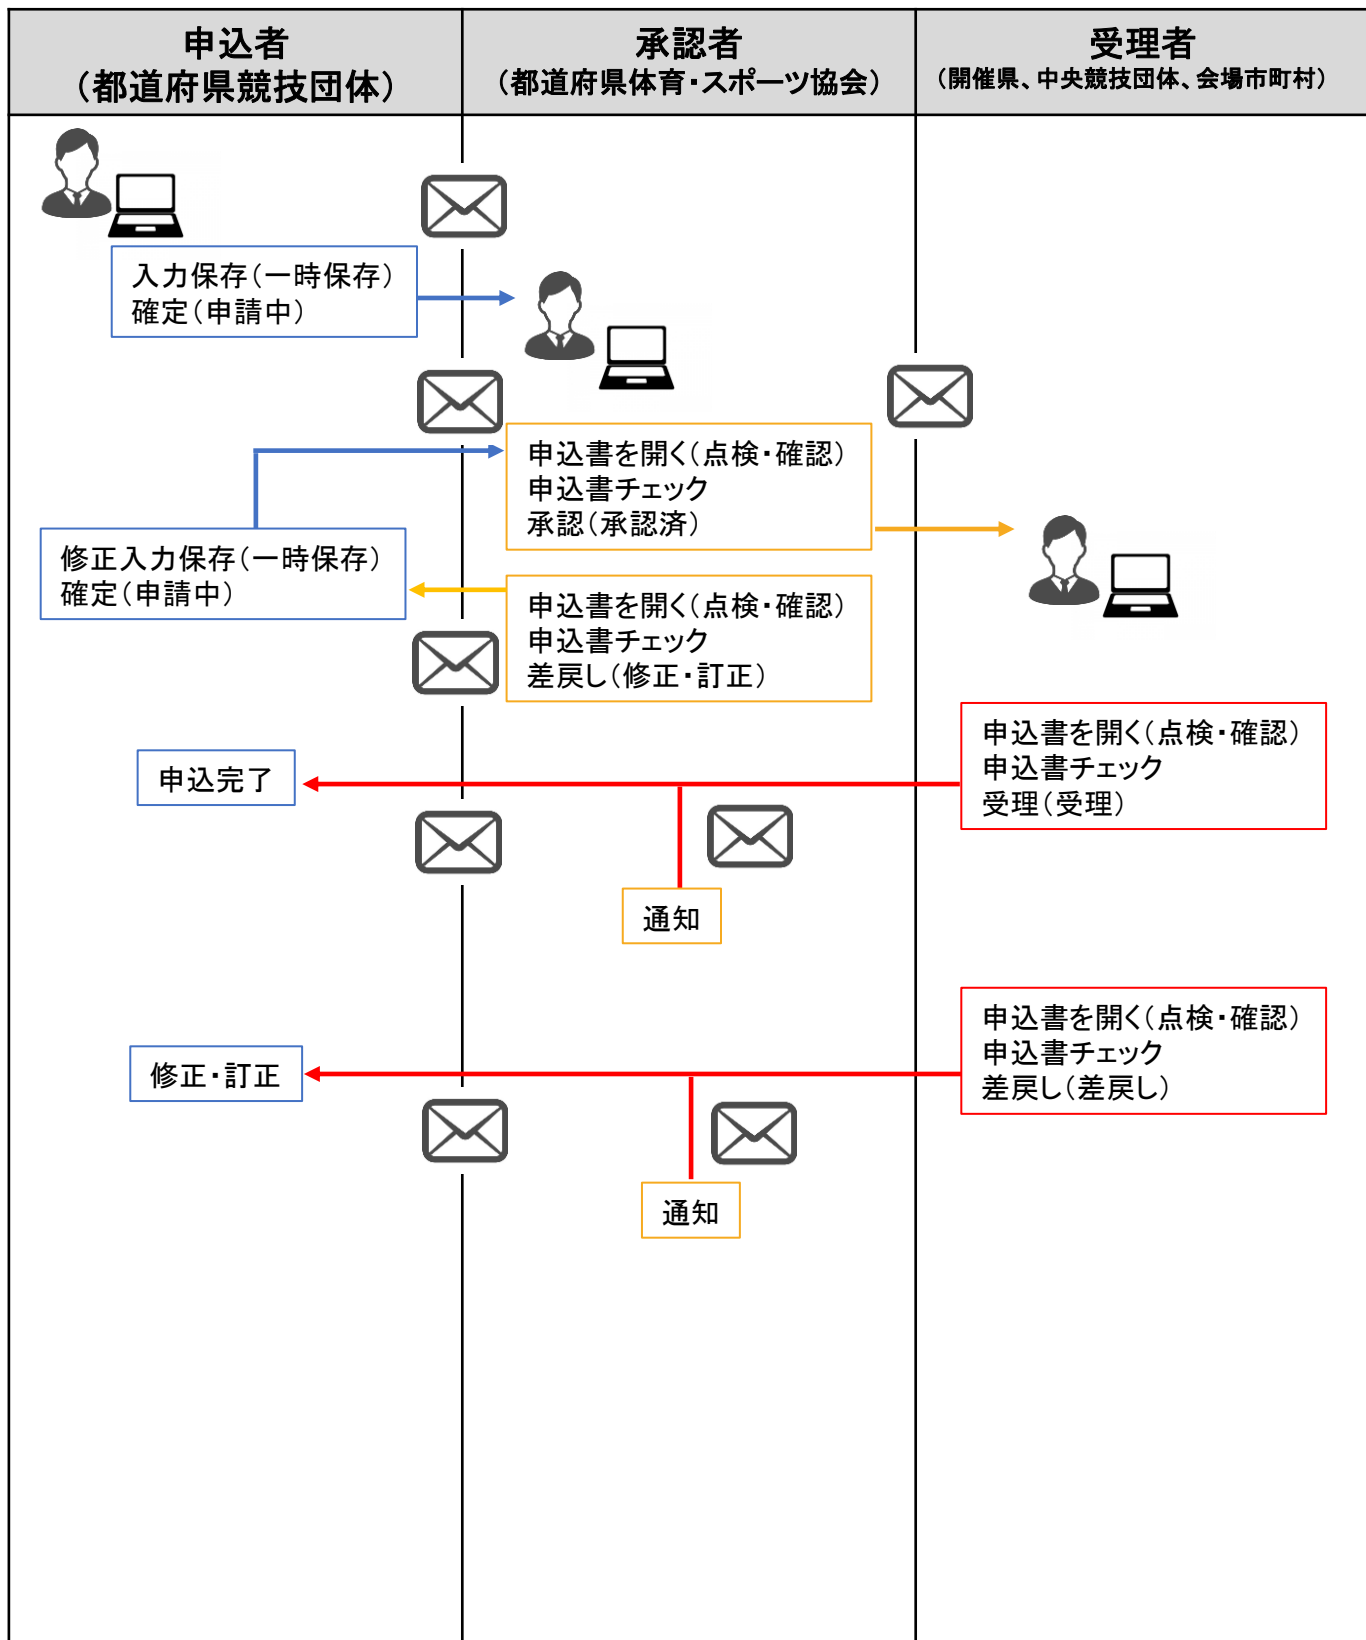 申込者
（都道府県競技団体）
承認者
（都道府県体育・スポーツ協会）
受理者
（開催県、中央競技団体、会場市町村）
入力保存（一時保存）
確定（申請中）
申込書を開く（点検・確認）
申込書チェック
承認（承認済）
修正入力保存（一時保存）
確定（申請中）
申込書を開く（点検・確認）
申込書チェック
差戻し（修正・訂正）
申込書を開く（点検・確認）
申込書チェック
受理（受理）
申込完了
通知
申込書を開く（点検・確認）
申込書チェック
差戻し（差戻し）
修正・訂正
通知